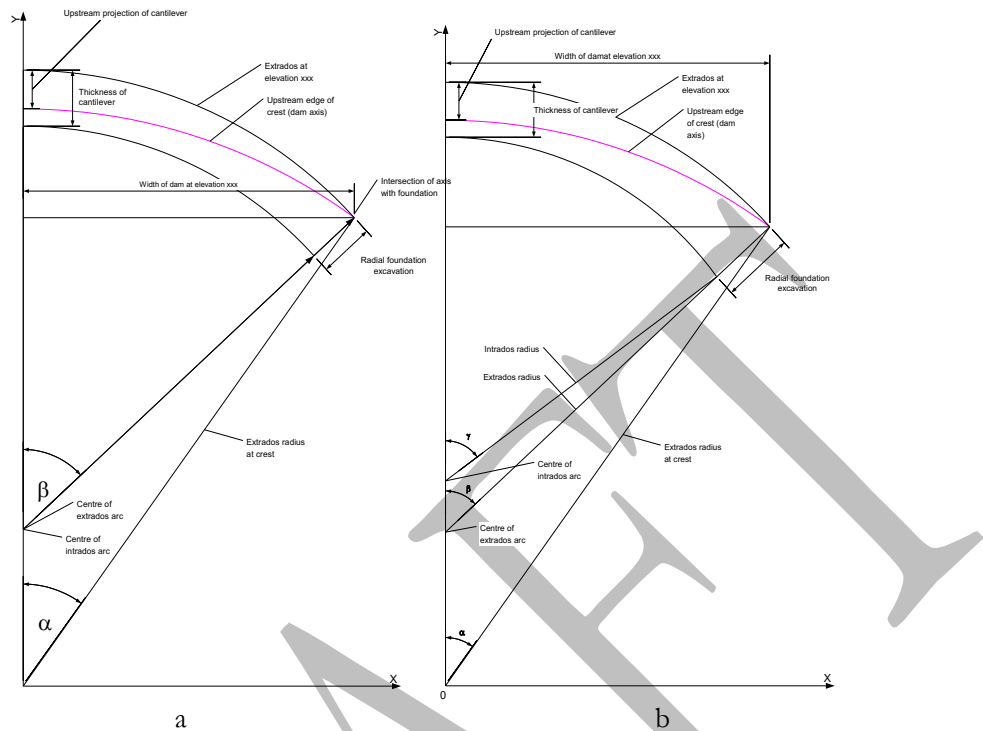 Y
Upstream projection of cantilever
Extrados at
elevation xxx
Thickness of
cantilever
Upstream edge of
crest (dam axis)
Width of dam at elevation xxx
Intersection of axis
with foundation
Radial foundation
excavation
Extrados radius
at crest
β
Centre of
extrados arc
Centre of
intrados arc
α
X
a
Y
Upstream projection of cantilever
Width of damat elevation xxx
Extrados at
elevation xxx
Thickness of cantilever
Upstream edge
of crest (dam
axis)
Radial foundation
excavation
Intrados radius
Extrados radius
γ
Extrados radius
at crest
Centre of
intrados arc
β
Centre of
extrados arc
α
0
X
b